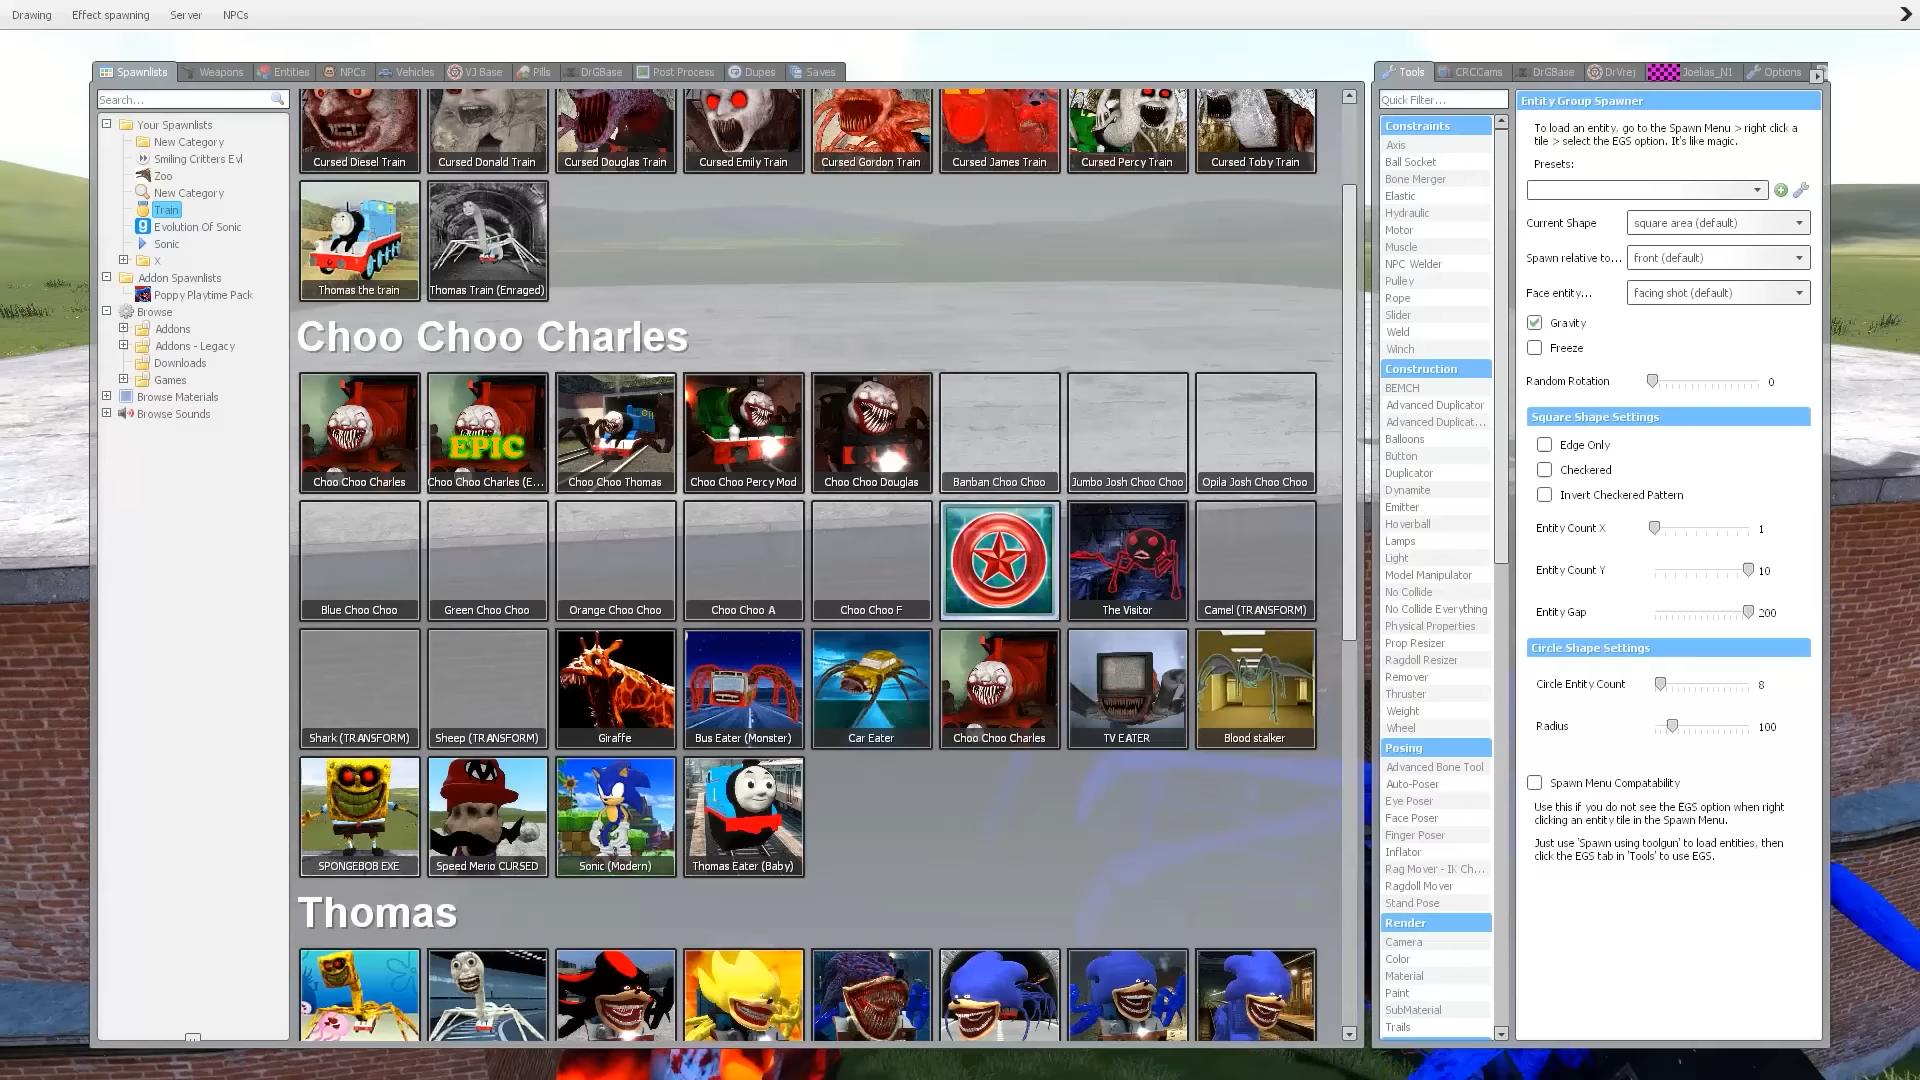 Drawing Effect spawning Server NPCs
Spawnlists Weapons Entities NPCs Vehicles VJ Base Pills DrGBase Post Process Dupes Saves
Search...
Your Spawnlists
New Category
Smiling Critters Evl
Zoo
New Category
Train
Evolution Of Sonic
Sonic
X
Addon Spawnlists
Poppy Playtime Pack
Browse
Addons
Addons - Legacy
Downloads
Games
Browse Materials
Browse Sounds
Cursed Diesel Train Cursed Donald Train Cursed Douglas Train Cursed Emily Train Cursed Gordon Train Cursed James Train Cursed Percy Train Cursed Toby Train
Thomas the train Thomas Train (Enraged)
Choo Choo Charles
EPIC
Choo Choo Charles Choo Choo Charles (E... Choo Choo Thomas Choo Choo Percy Mod Choo Choo Douglas Banban Choo Choo Jumbo Josh Choo Choo Opila Josh Choo Choo
Blue Choo Choo Green Choo Choo Orange Choo Choo Choo Choo A Choo Choo F The Visitor Camel (TRANSFORM)
Shark (TRANSFORM) Sheep (TRANSFORM) Giraffe Bus Eater (Monster) Car Eater Choo Choo Charles TV EATER Blood stalker
SPONGEBOB EXE Speed Merio CURSED Sonic (Modern) Thomas Eater (Baby)
Thomas
Tools CRCCams DrGBase DrVrej Joelias_N1 Options
Quick Filter...
Constraints
Axis
Ball Socket
Bone Merger
Elastic
Hydraulic
Motor
Muscle
NPC Welder
Pulley
Rope
Slider
Weld
Winch
Construction
BEMCH
Advanced Duplicator
Advanced Duplicat...
Balloons
Button
Duplicator
Dynamite
Emitter
Hoverball
Lamps
Light
Model Manipulator
No Collide
No Collide Everything
Physical Properties
Prop Resizer
Ragdoll Resizer
Remover
Thruster
Weight
Wheel
Posing
Advanced Bone Tool
Auto-Poser
Eye Poser
Face Poser
Finger Poser
Inflator
Rag Mover - IK Ch...
Ragdoll Mover
Stand Pose
Render
Camera
Color
Material
Paint
SubMaterial
Trails
Entity Group Spawner
To load an entity, go to the Spawn Menu > right click a
tile > select the EGS option. It's like magic.
Presets:
Current Shape square area (default)
Spawn relative to... front (default)
Face entity... facing shot (default)
Gravity
Freeze
Random Rotation 0
Square Shape Settings
Edge Only
Checkered
Invert Checkered Pattern
Entity Count X 1
Entity Count Y 10
Entity Gap 200
Circle Shape Settings
Circle Entity Count 8
Radius 100
Spawn Menu Compatability
Use this if you do not see the EGS option when right
clicking an entity tile in the Spawn Menu.
Just use 'Spawn using toolgun' to load entities, then
click the EGS tab in 'Tools' to use EGS.